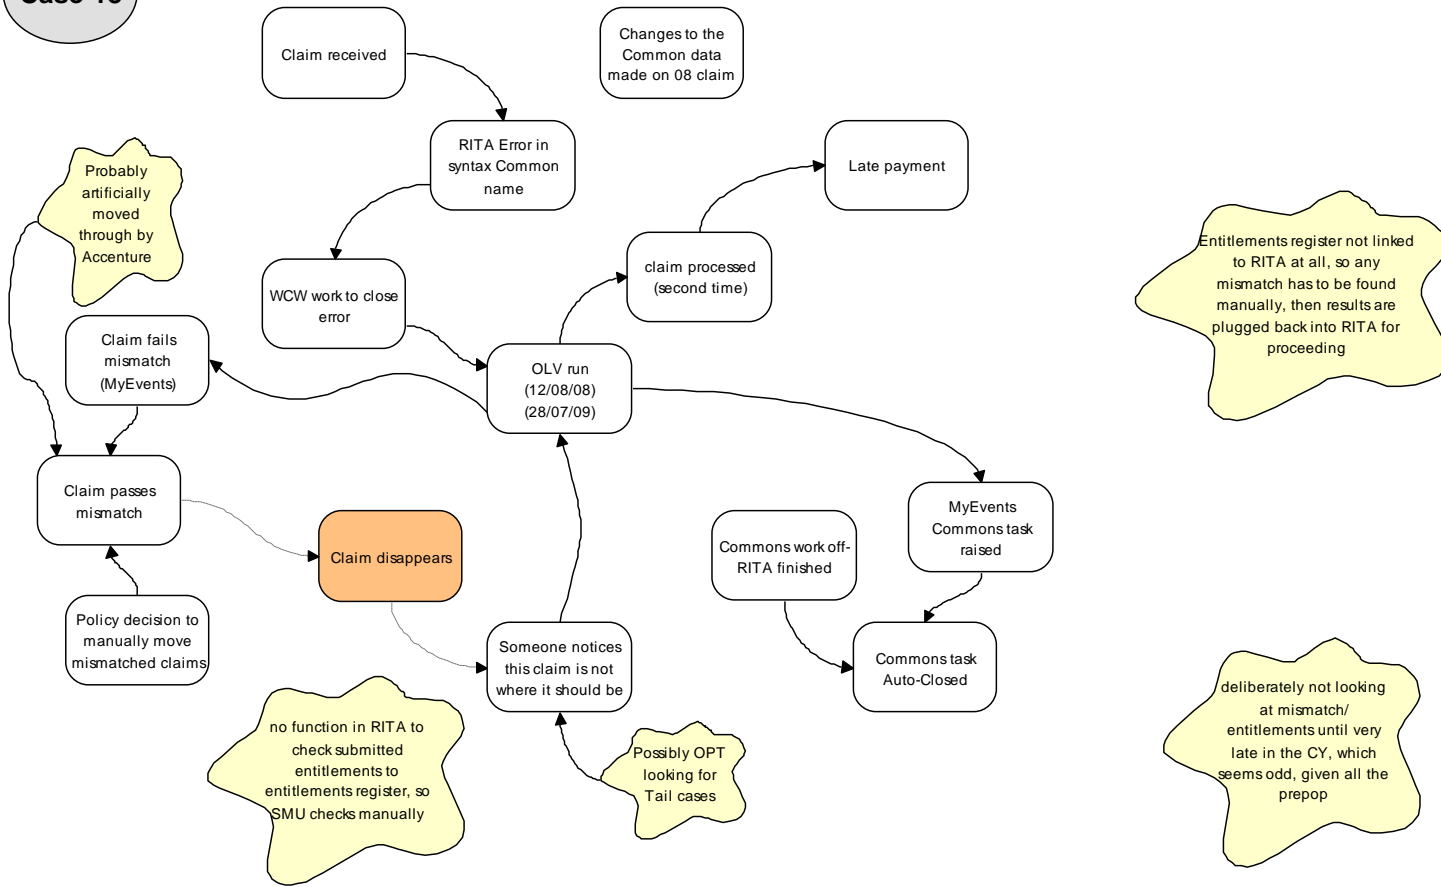 Case 10
Claim received
Changes to the
Common data
made on 08 claim
RITA Error in
syntax Common
name
Late payment
Probably
artificially
moved
through by
Accenture
Entitlements register not linked
to RITA at all, so any
mismatch has to be found
manually, then results are
plugged back into RITA for
proceeding
claim processed
(second time)
WCW work to close
error
Claim fails
mismatch
(MyEvents)
OLV run
(12/08/08)
(28/07/09)
Claim passes
mismatch
MyEvents
Commons task
raised
Claim disappears
Commons work off-
RITA finished
Policy decision to
manually move
mismatched claims
Someone notices
this claim is not
where it should be
Commons task
Auto-Closed
deliberately not looking
at mismatch/
entitlements until very
late in the CY, which
seems odd, given all the
prepop
no function in RITA to
check submitted
entitlements to
entitlements register, so
SMU checks manually
Possibly OPT
looking for
Tail cases